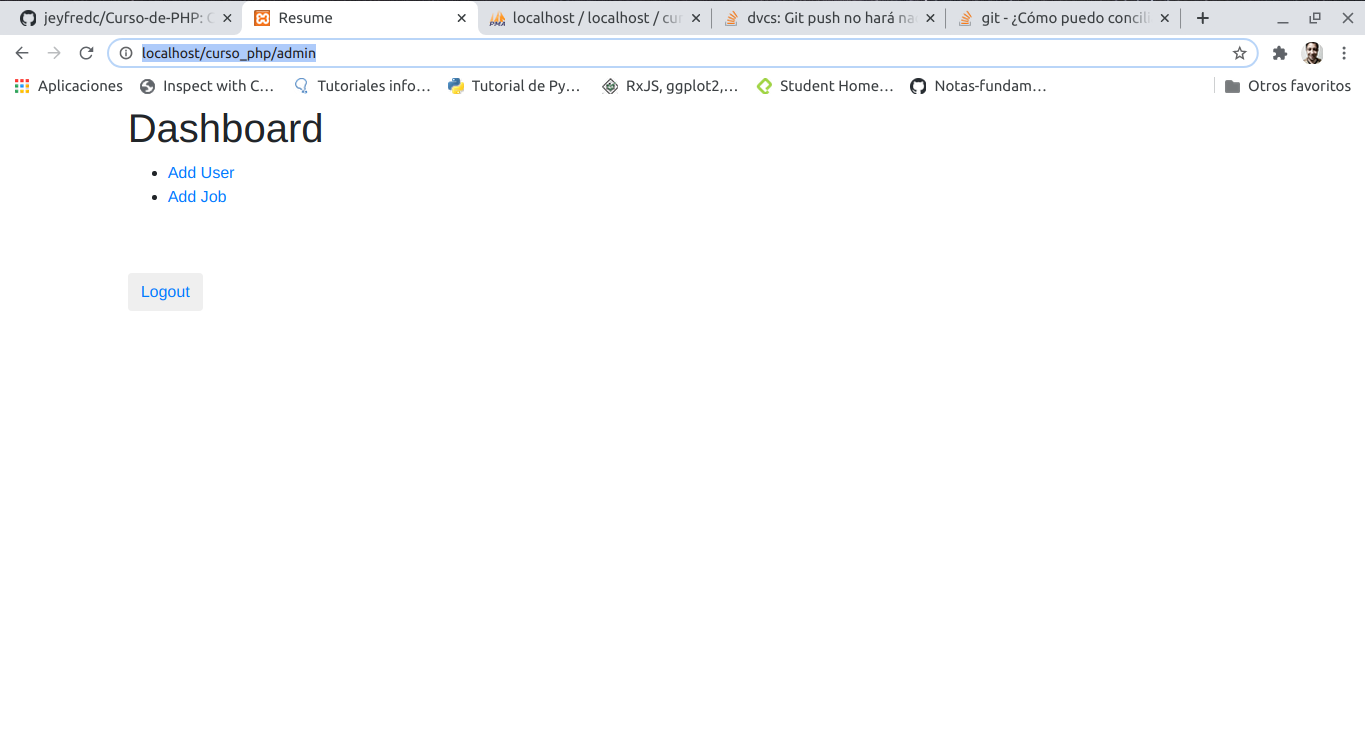 jeyfredc/Curso-de-PHP: C
Resume
localhost / localhost / cur
dvcs: Git push no hará na
git - ¿Cómo puedo concili
localhost/curso_php/admin
Aplicaciones
Inspect with C...
Tutoriales info...
Tutorial de Py...
RxJS, ggplot2,...
Student Home...
Notas-fundam...
Otros favoritos
Dashboard
Add User
Add Job
Logout